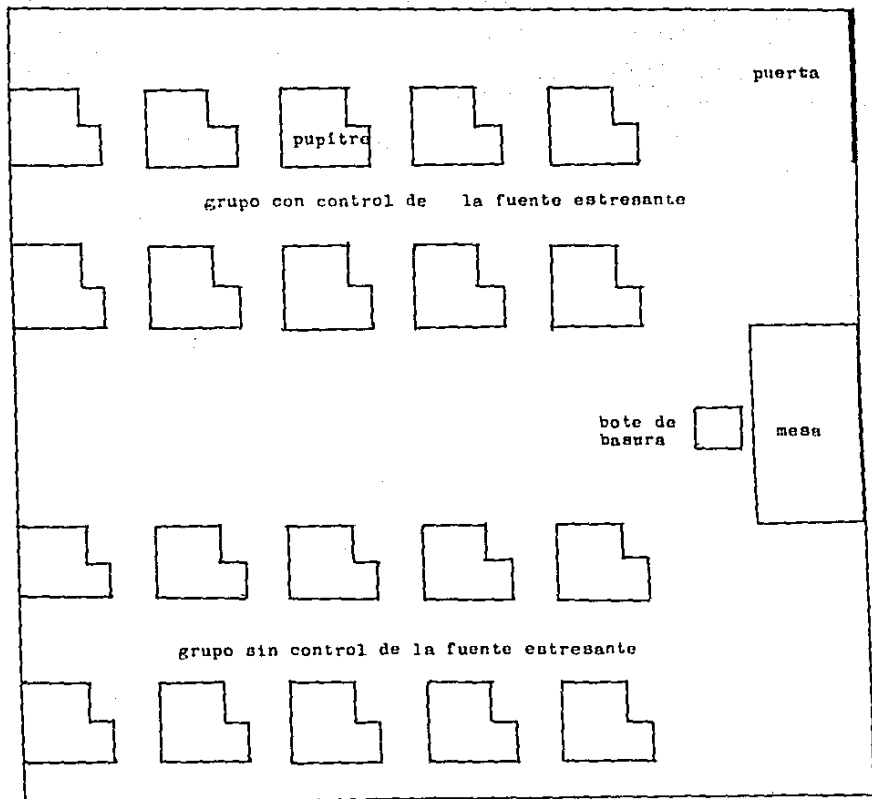 puerta
pupitre
grupo con control de la fuente estresante
bote de
basura
mesa
grupo sin control de la fuente estresante